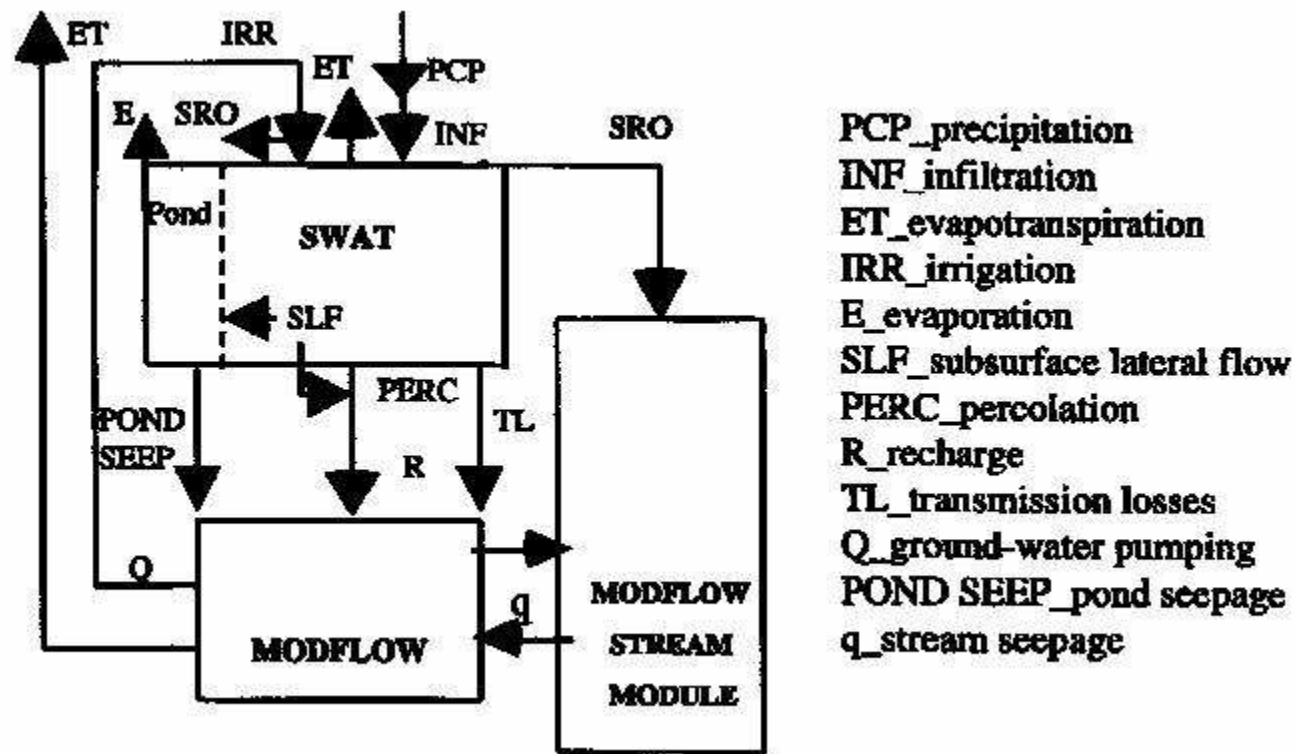 ET
IRR
ET
PCP
E
SRO
INF
SRO
Pond
SWAT
SLF
PERC
POND
SEEP
TL
R
Q
q
MODFLOW
MODFLOW
STREAM
MODULE
PCP_precipitation
INF_infiltration
ET_evapotranspiration
IRR_irrigation
E_evaporation
SLF_subsurface lateral flow
PERC_percolation
R_recharge
TL_transmission losses
Q_ground-water pumping
POND SEEP_pond seepage
q_stream seepage